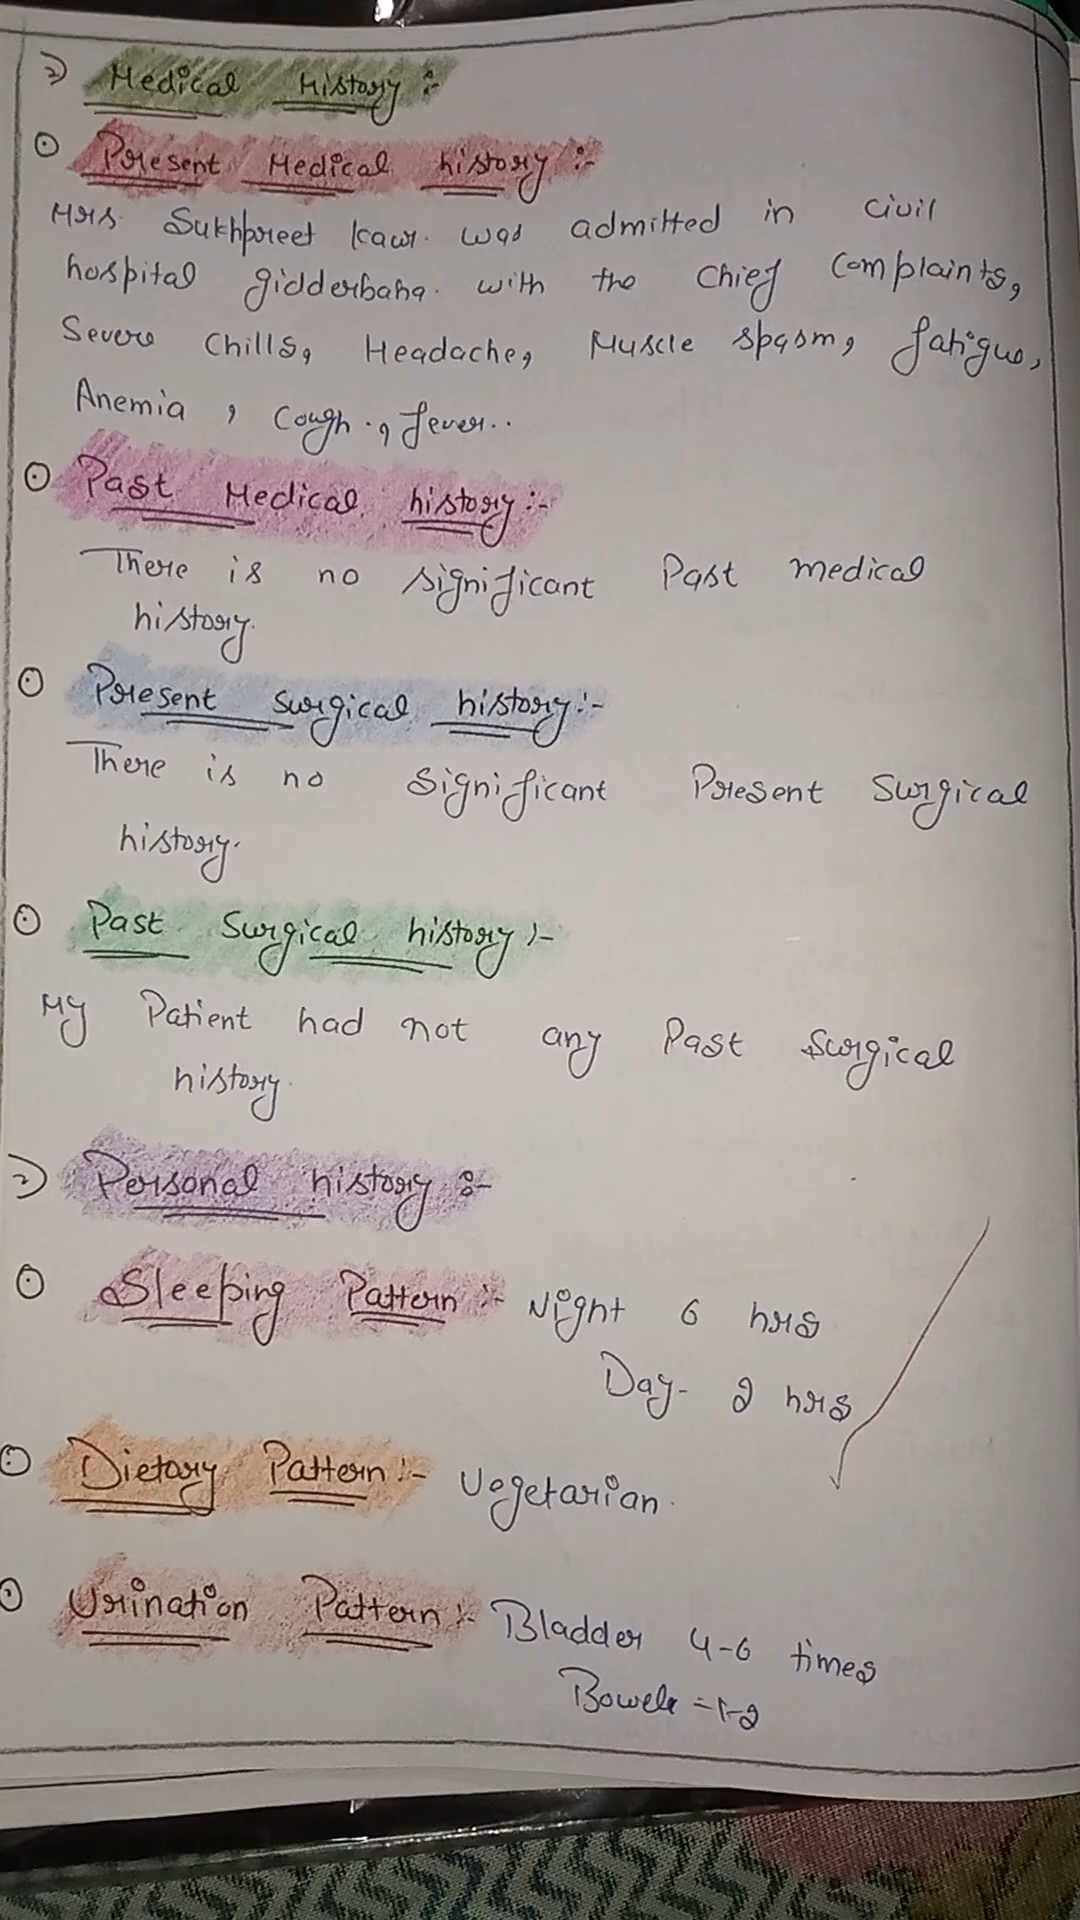 Medical History :-
Present Medical history :-
Mrs. Sukhpreet kaur. was admitted in civil
hospital gidderbaha. with the Chief Complaints,
Severe Chills, Headache, Muscle spasm, fatigue,
Anemia , Cough , fever..
Past Medical history :-
There is no significant Past medical
history.
Present Surgical history :-
There is no significant Present Surgical
history.
Past Surgical history :-
My Patient had not any Past Surgical
history.
Personal history :-
Sleeping Pattern :- Night 6 hrs
Day- 2 hrs
Dietary Pattern :- Vegetarian.
Urination Pattern :- Bladder 4-6 times
Bowel = 1-2